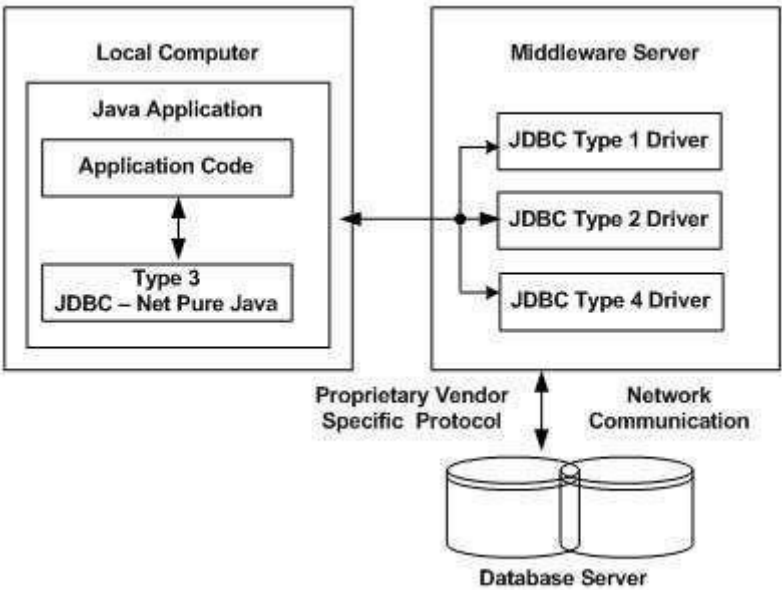 Local Computer
Java Application
Application Code
Type 3
JDBC – Net Pure Java
Middleware Server
JDBC Type 1 Driver
JDBC Type 2 Driver
JDBC Type 4 Driver
Proprietary Vendor
Specific Protocol
Network
Communication
Database Server